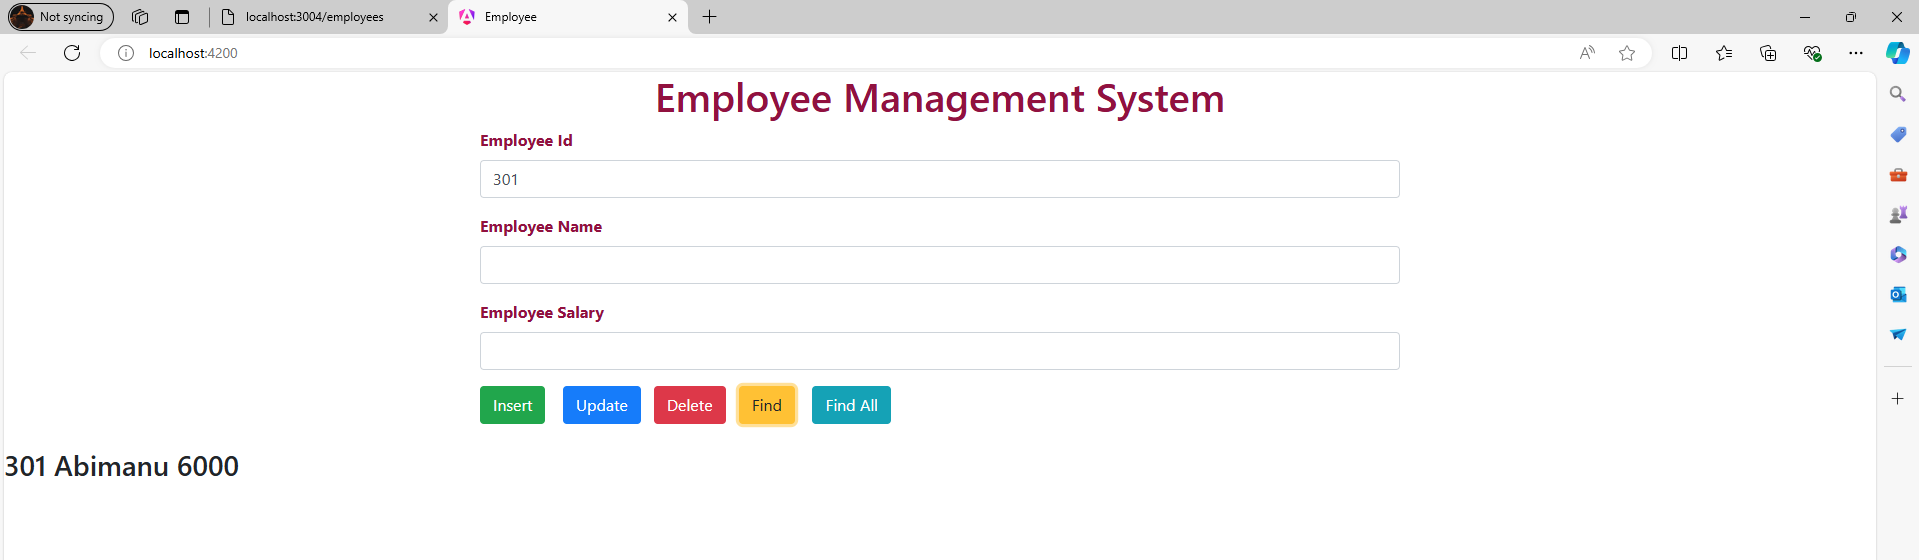 Not syncing
localhost:3004/employees
Employee
localhost:4200
Employee Management System
Employee Id
301
Employee Name
Employee Salary
Insert Update Delete Find Find All
301 Abimanu 6000